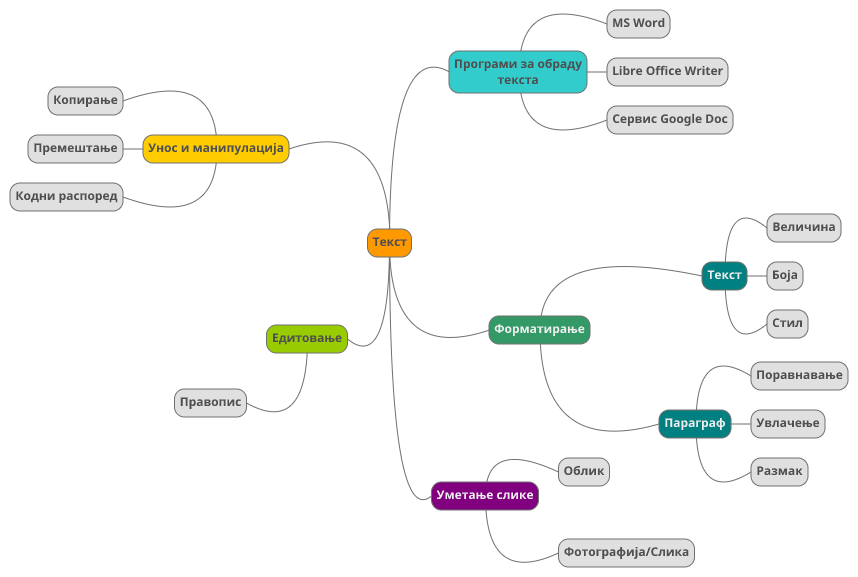 MS Word
Програми за обраду
текста
Libre Office Writer
Сервис Google Doc
Копирање
Унос и манипулација
Премештање
Кодни распоред
Текст
Величина
Текст
Боја
Стил
Форматирање
Едитовање
Правопис
Поравнавање
Параграф
Увлачење
Размак
Облик
Уметање слике
Фотографија/Слика